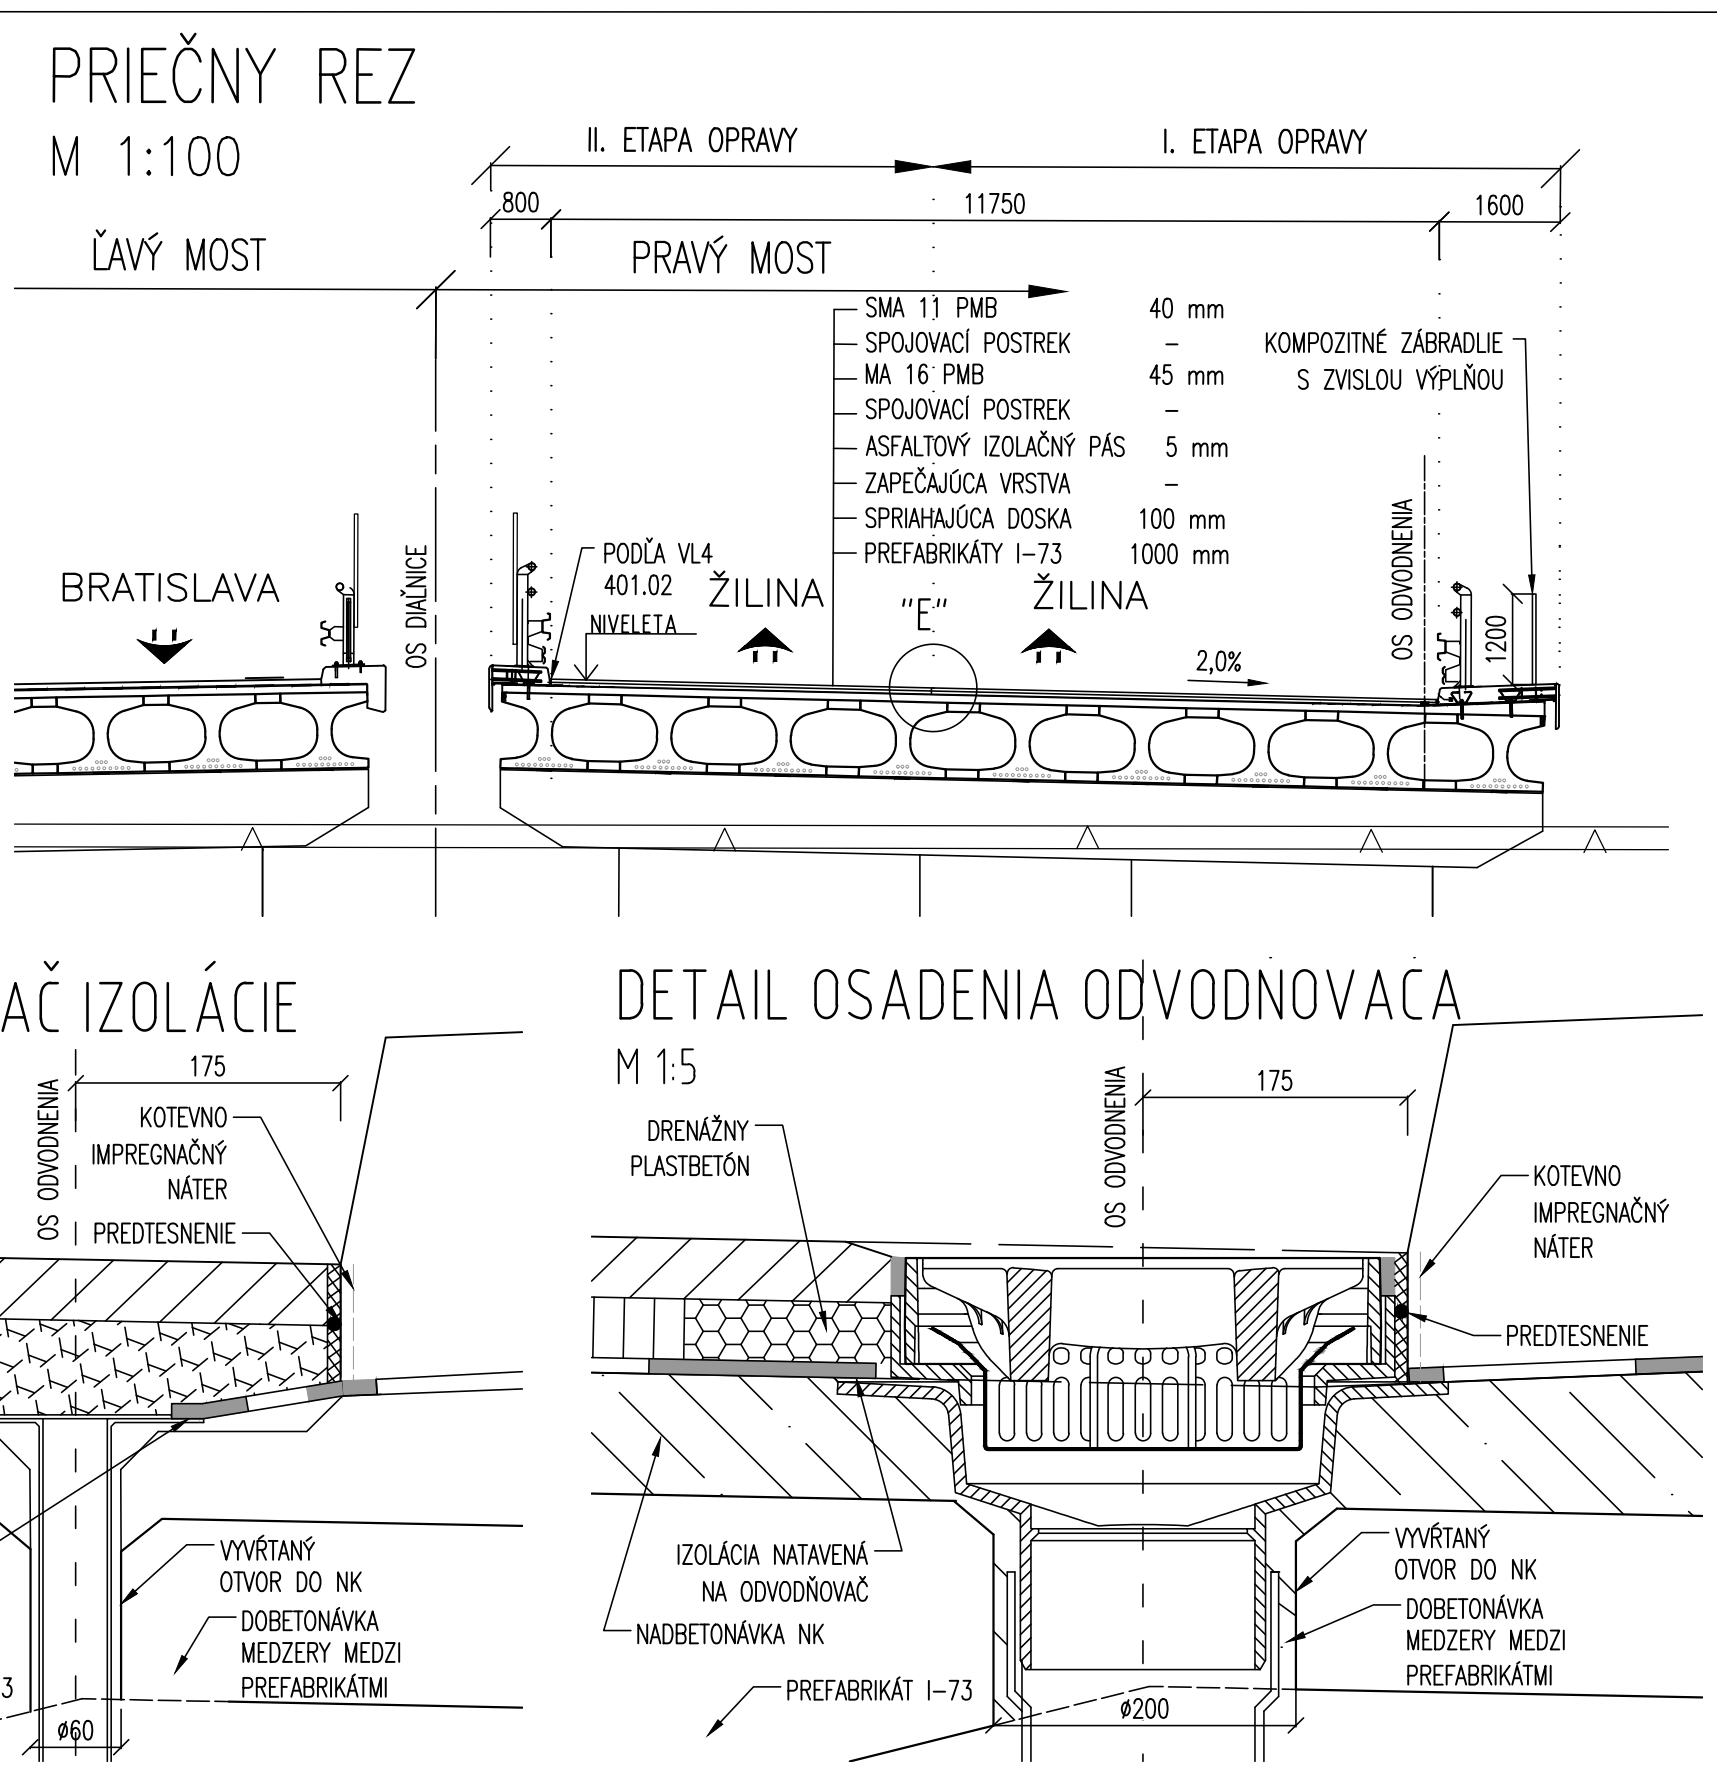 PRIEČNY REZ
M 1:100
II. ETAPA OPRAVY
I. ETAPA OPRAVY
800
11750
1600
ĽAVÝ MOST
PRAVÝ MOST
SMA 11 PMB 40 mm
SPOJOVACÍ POSTREK –
MA 16 PMB 45 mm
SPOJOVACÍ POSTREK –
ASFALTOVÝ IZOLAČNÝ PÁS 5 mm
ZAPEČAJÚCA VRSTVA –
SPRIAHAJÚCA DOSKA 100 mm
PREFABRIKÁTY I–73 1000 mm
KOMPOZITNÉ ZÁBRADLIE
S ZVISLOU VÝPLŇOU
OS DIAĽNICE
OS ODVODNENIA
BRATISLAVA
PODĽA VL4
401.02
NIVELETA
ŽILINA
"E"
ŽILINA
2,0%
1200
AČ IZOLÁCIE
175
OS ODVODNENIA
KOTEVNO
IMPREGNAČNÝ
NÁTER
PREDTESNENIE
VYVŔTANÝ
OTVOR DO NK
DOBETONÁVKA
MEDZERY MEDZI
PREFABRIKÁTMI
3
ø60
DETAIL OSADENIA ODVODNOVACA
M 1:5
175
OS ODVODNENIA
DRENÁŽNY
PLASTBETÓN
KOTEVNO
IMPREGNAČNÝ
NÁTER
PREDTESNENIE
IZOLÁCIA NATAVENÁ
NA ODVODŇOVAČ
NADBETONÁVKA NK
PREFABRIKÁT I–73
VYVŔTANÝ
OTVOR DO NK
DOBETONÁVKA
MEDZERY MEDZI
PREFABRIKÁTMI
ø200